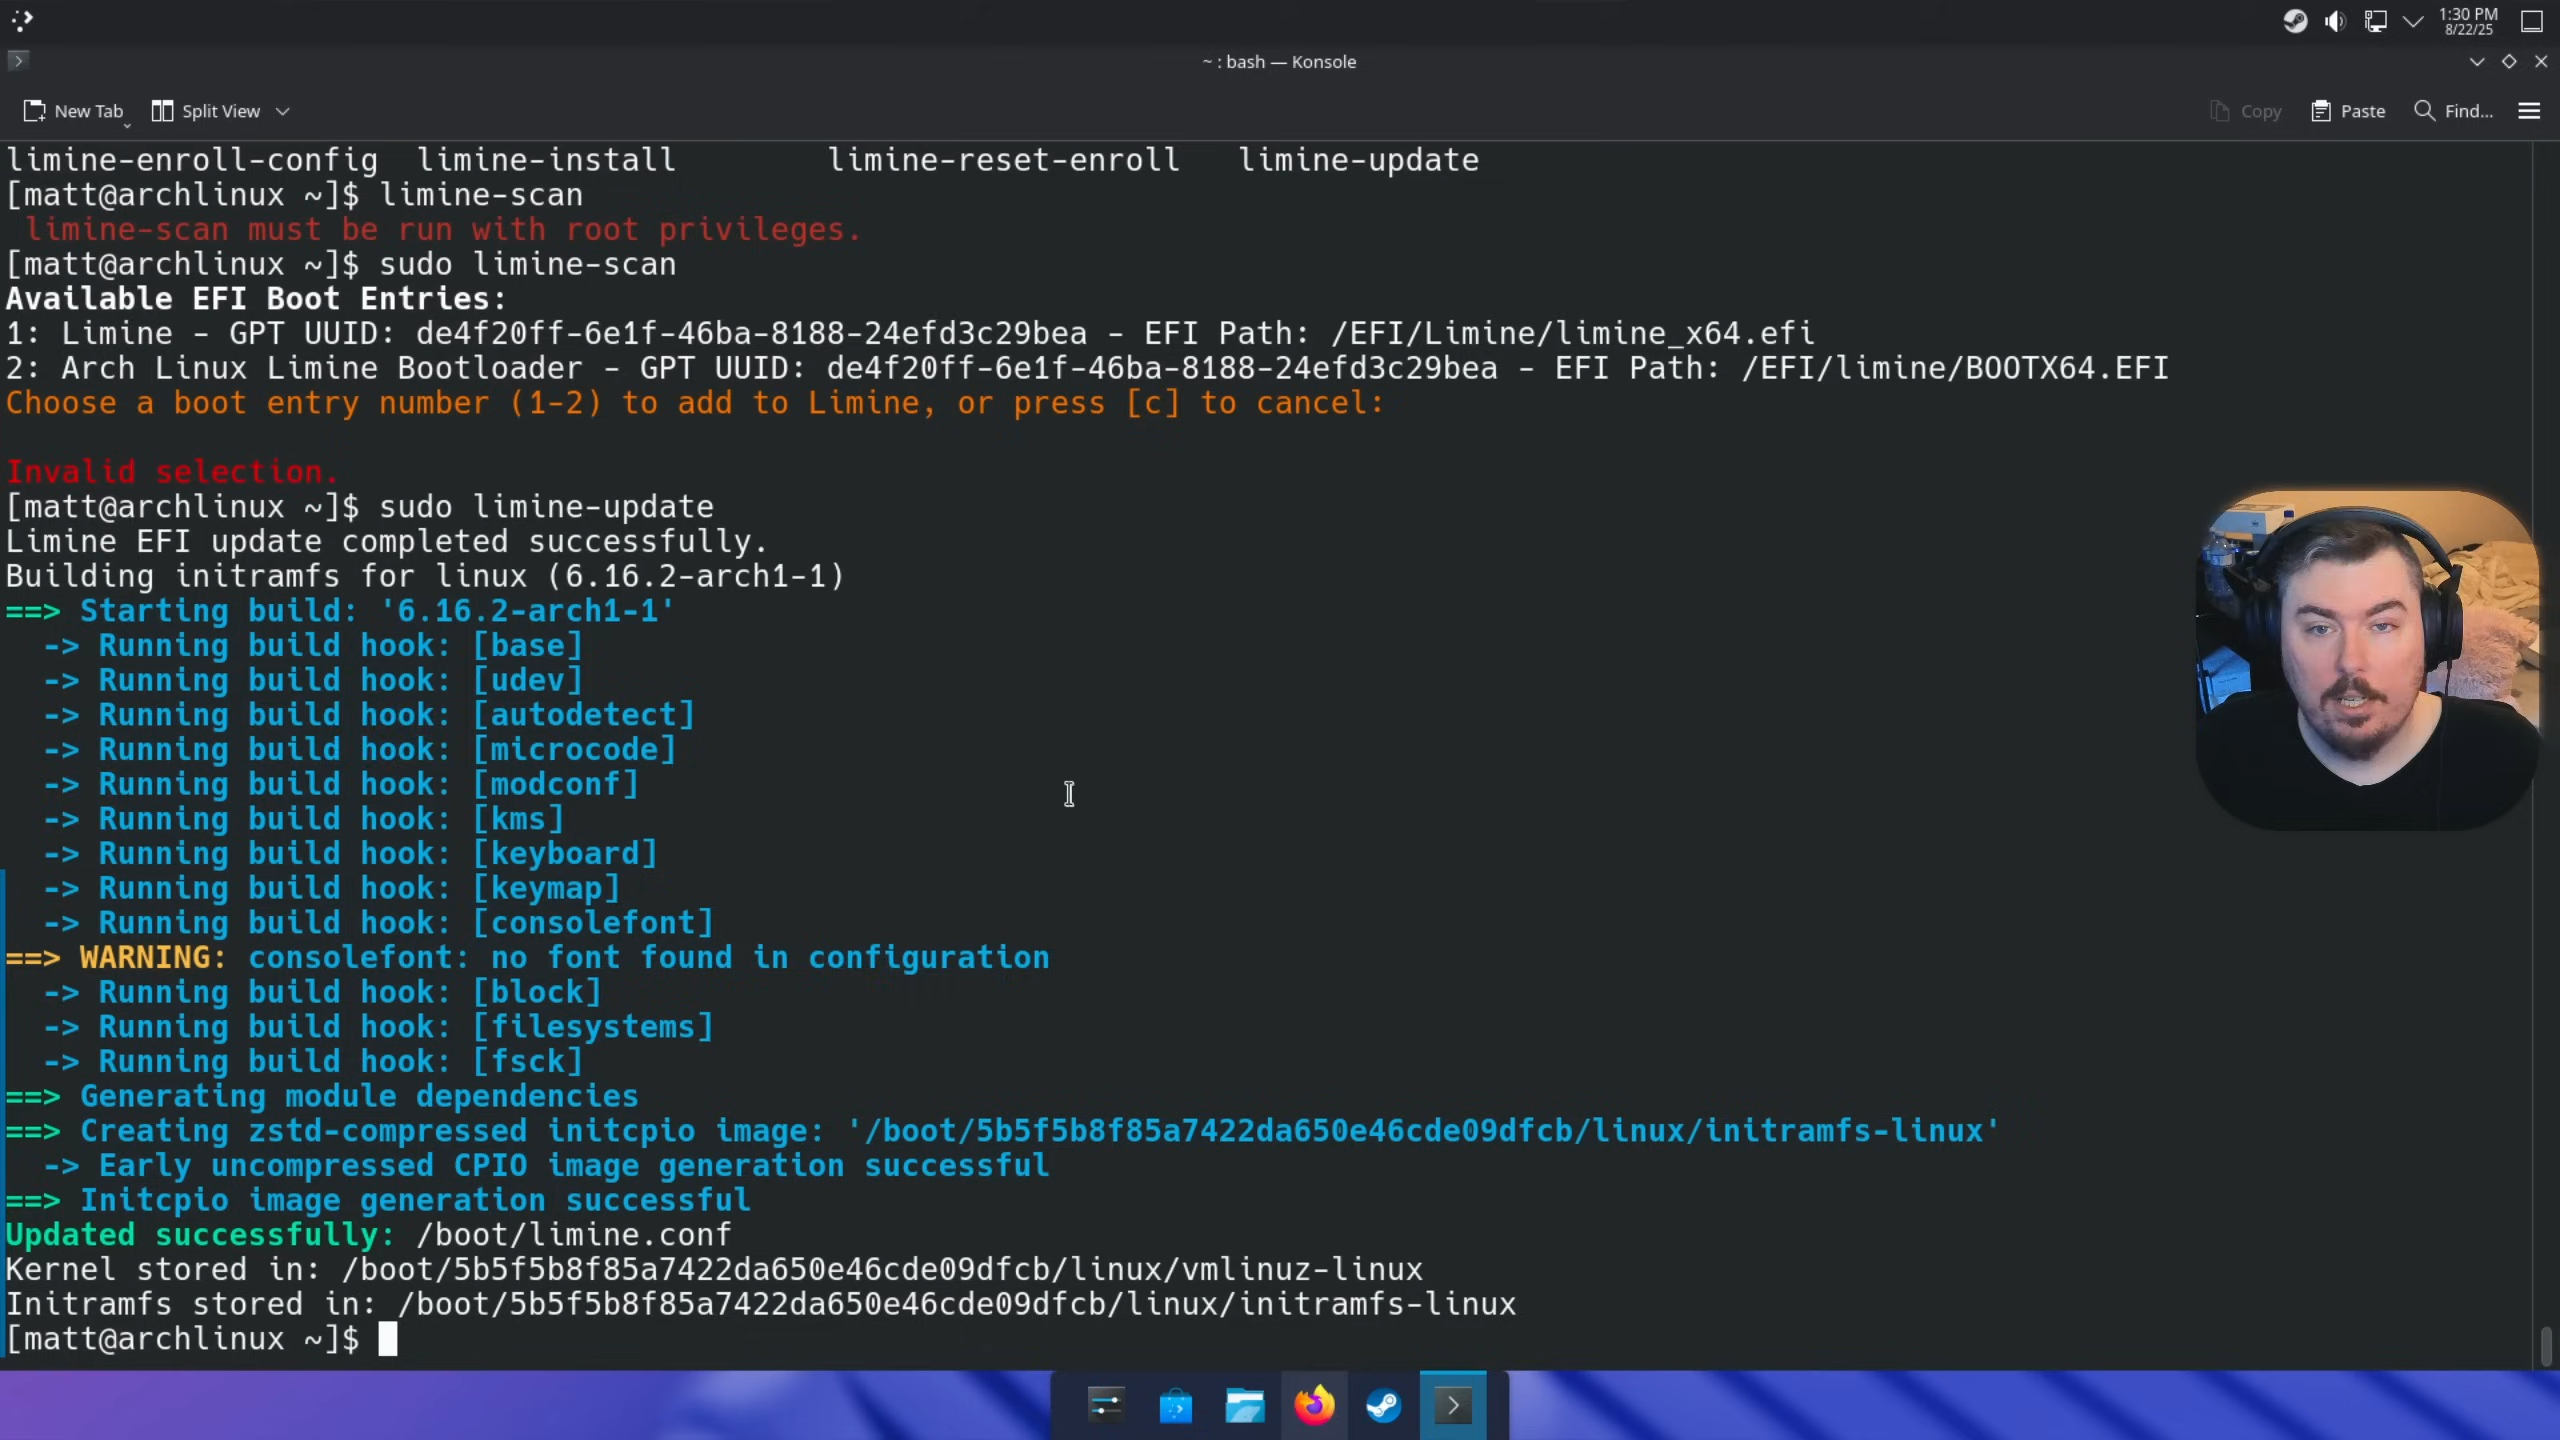 1:30 PM
8/22/25
~ : bash — Konsole
New Tab
Split View
Copy
Paste
Find...
limine-enroll-config  limine-install        limine-reset-enroll   limine-update
[matt@archlinux ~]$ limine-scan
limine-scan must be run with root privileges.
[matt@archlinux ~]$ sudo limine-scan
Available EFI Boot Entries:
1: Limine - GPT UUID: de4f20ff-6e1f-46ba-8188-24efd3c29bea - EFI Path: /EFI/Limine/limine_x64.efi
2: Arch Linux Limine Bootloader - GPT UUID: de4f20ff-6e1f-46ba-8188-24efd3c29bea - EFI Path: /EFI/limine/BOOTX64.EFI
Choose a boot entry number (1-2) to add to Limine, or press [c] to cancel:
Invalid selection.
[matt@archlinux ~]$ sudo limine-update
Limine EFI update completed successfully.
Building initramfs for linux (6.16.2-arch1-1)
==> Starting build: '6.16.2-arch1-1'
  -> Running build hook: [base]
  -> Running build hook: [udev]
  -> Running build hook: [autodetect]
  -> Running build hook: [microcode]
  -> Running build hook: [modconf]
  -> Running build hook: [kms]
  -> Running build hook: [keyboard]
  -> Running build hook: [keymap]
  -> Running build hook: [consolefont]
==> WARNING: consolefont: no font found in configuration
  -> Running build hook: [block]
  -> Running build hook: [filesystems]
  -> Running build hook: [fsck]
==> Generating module dependencies
==> Creating zstd-compressed initcpio image: '/boot/5b5f5b8f85a7422da650e46cde09dfcb/linux/initramfs-linux'
  -> Early uncompressed CPIO image generation successful
==> Initcpio image generation successful
Updated successfully: /boot/limine.conf
Kernel stored in: /boot/5b5f5b8f85a7422da650e46cde09dfcb/linux/vmlinuz-linux
Initramfs stored in: /boot/5b5f5b8f85a7422da650e46cde09dfcb/linux/initramfs-linux
[matt@archlinux ~]$